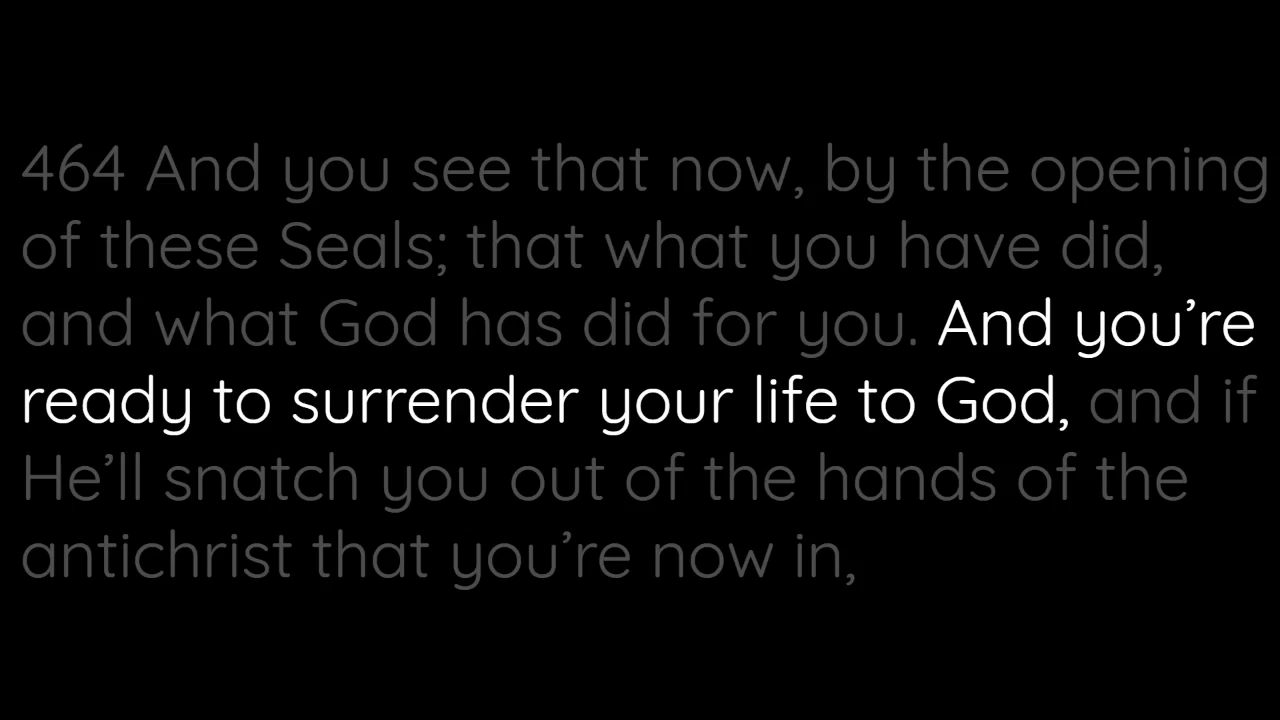 464 And you see that now, by the opening
of these Seals; that what you have did,
and what God has did for you. And you’re
ready to surrender your life to God, and if
He’ll snatch you out of the hands of the
antichrist that you’re now in,